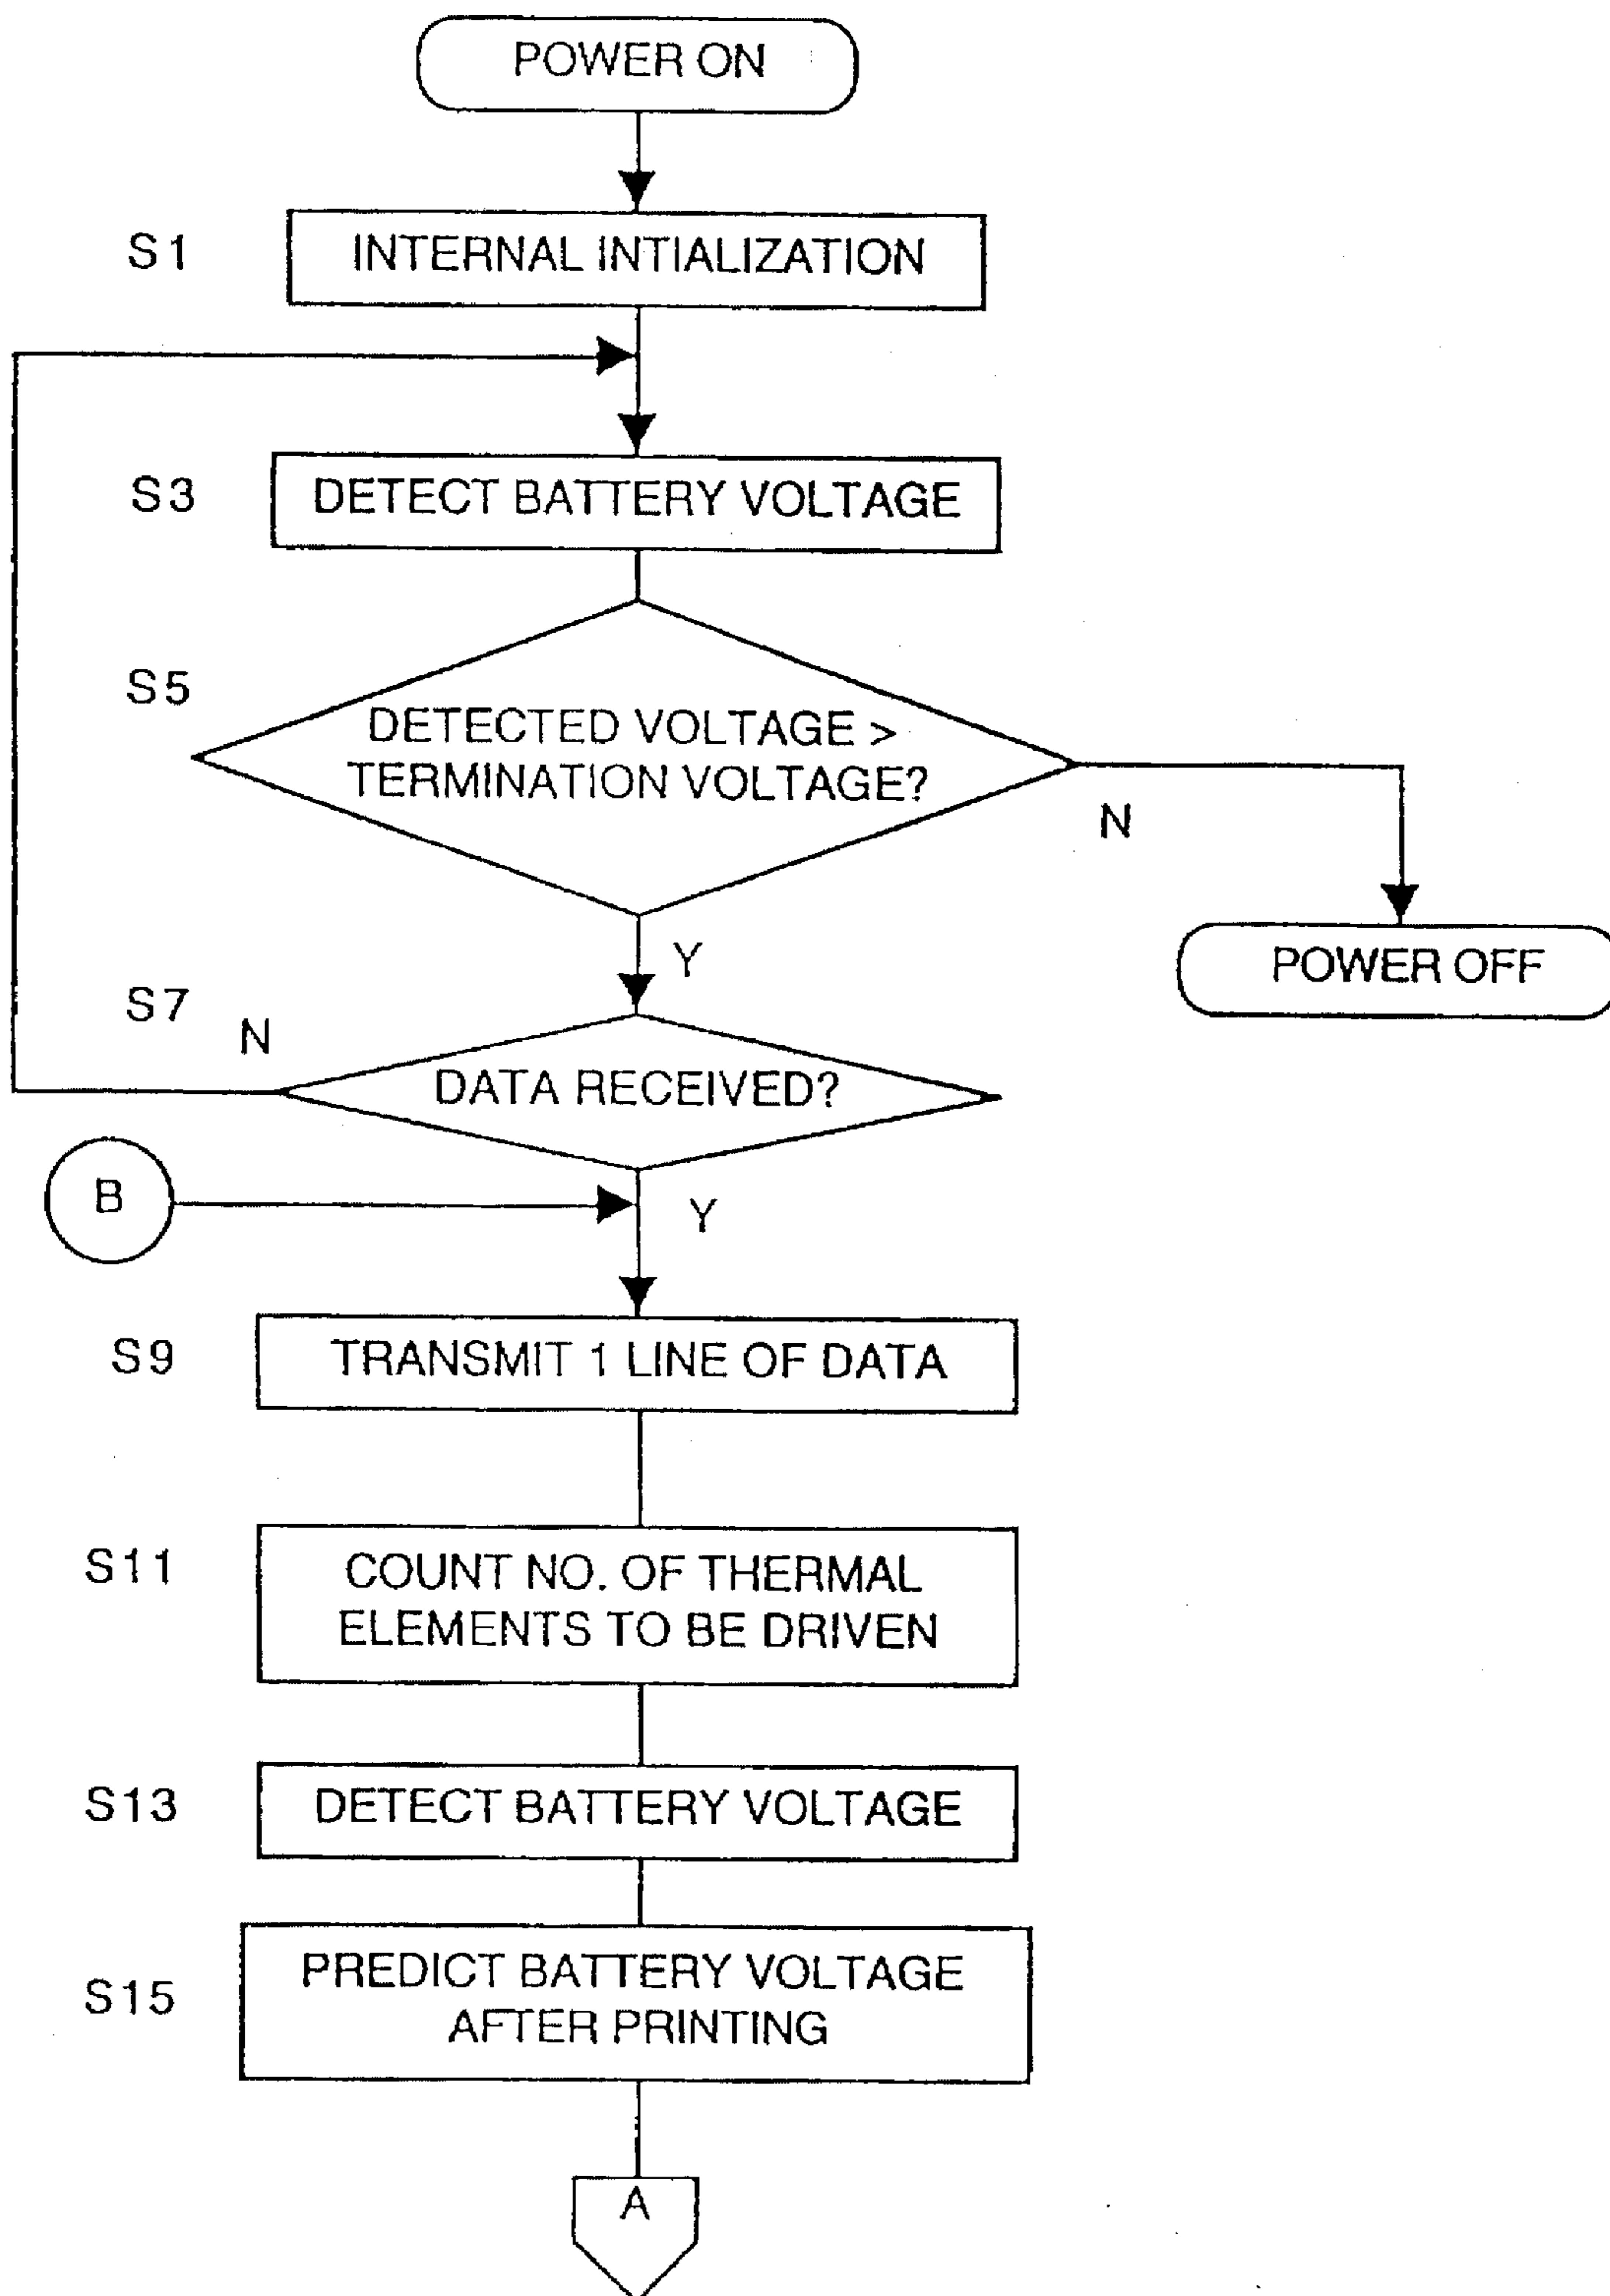 POWER ON
S1
INTERNAL INTIALIZATION
S3
DETECT BATTERY VOLTAGE
S5
DETECTED VOLTAGE >
TERMINATION VOLTAGE?
N
Y
POWER OFF
S7
N
DATA RECEIVED?
B
Y
S9
TRANSMIT 1 LINE OF DATA
S11
COUNT NO. OF THERMAL
ELEMENTS TO BE DRIVEN
S13
DETECT BATTERY VOLTAGE
S15
PREDICT BATTERY VOLTAGE
AFTER PRINTING
A